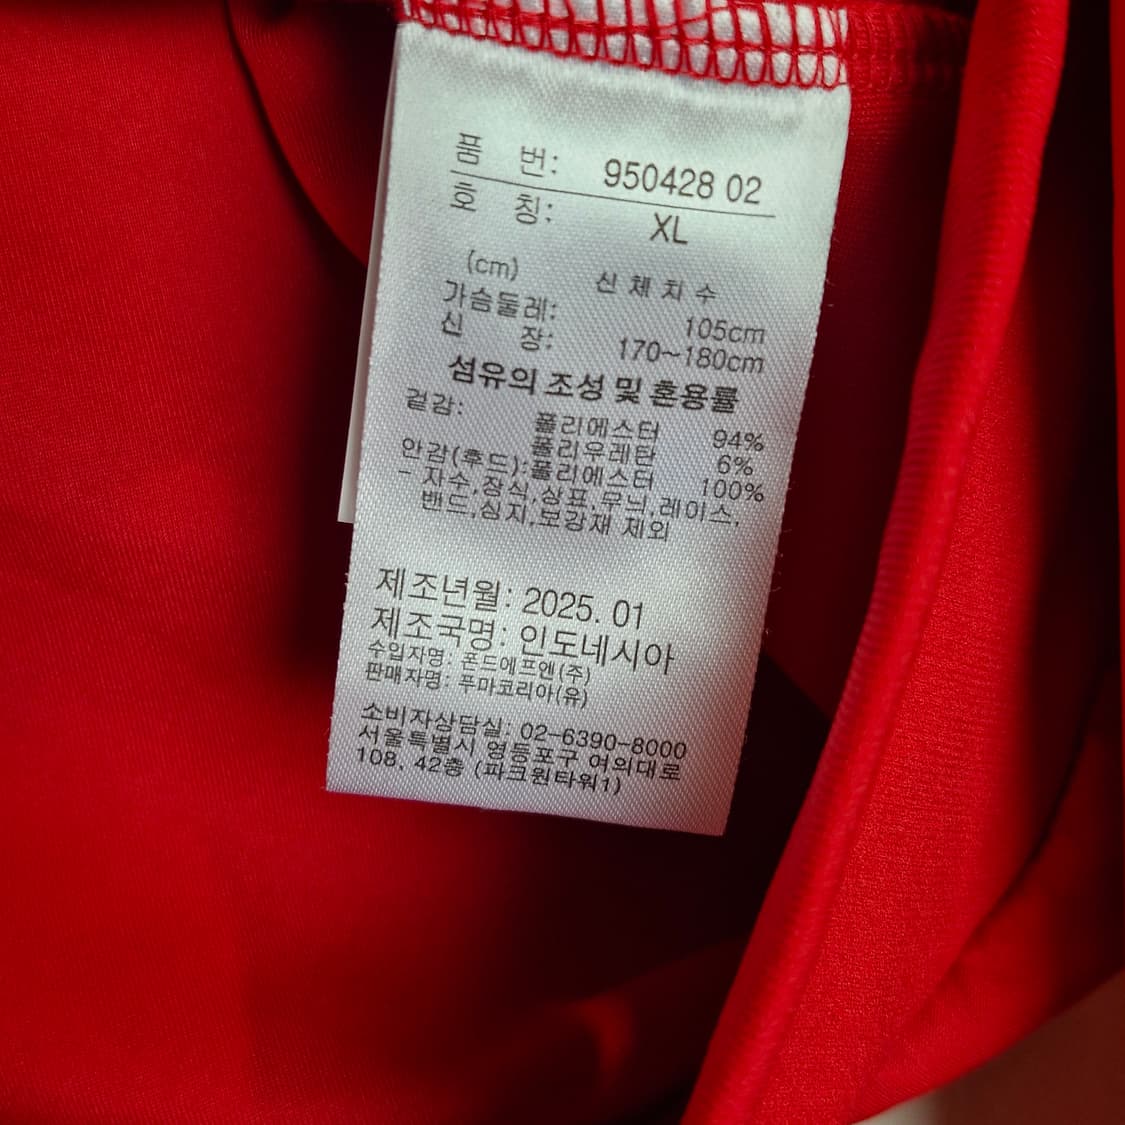 품 번: 950428 02
호 칭: XL
(cm) 신체치수
가슴둘레: 105cm
신 장: 170~180cm
섬유의 조성 및 혼용률
겉감: 폴리에스터 94%
폴리우레탄 6%
안감(후드):폴리에스터 100%
- 자수,장식,상표,무늬,레이스,
밴드,심지,보강재 제외
제조년월: 2025. 01
제조국명: 인도네시아
수입자명: 폰드에프엔(주)
판매자명: 푸마코리아(유)
소비자상담실: 02-6390-8000
서울특별시 영등포구 여의대로
108, 42층 (파크원타워1)